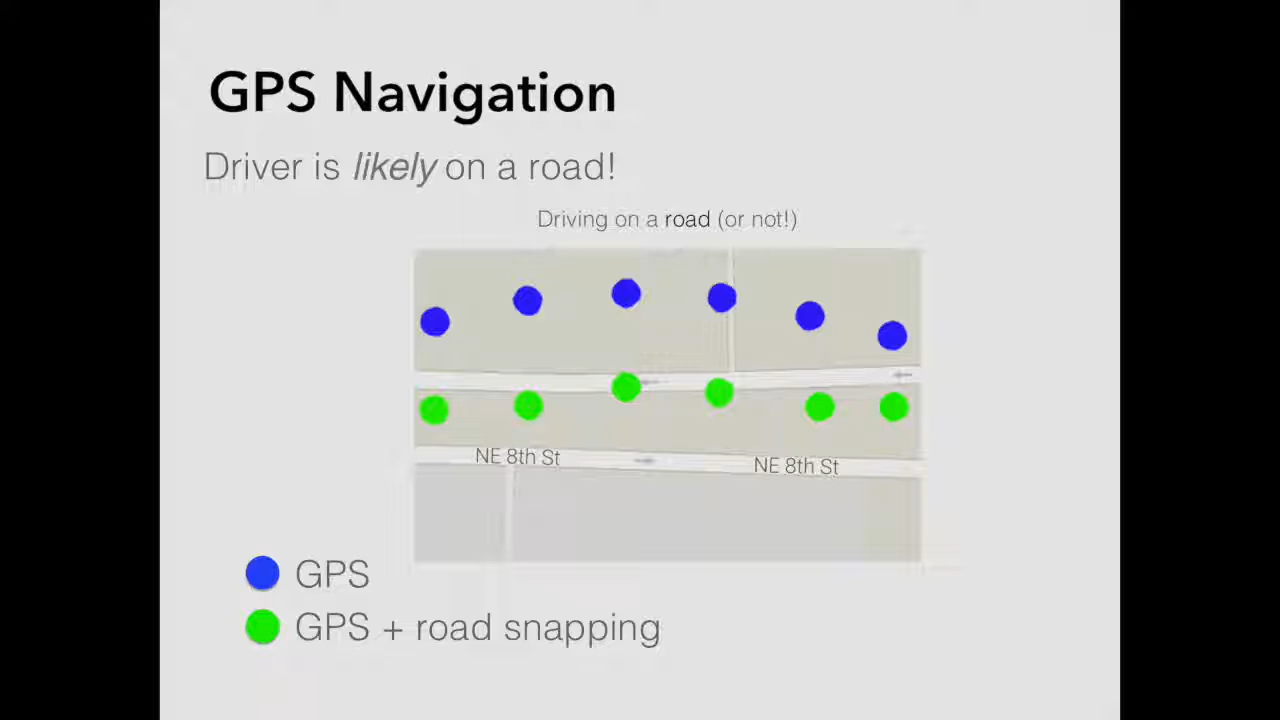 GPS Navigation
Driver is likely on a road!
Driving on a road (or not!)
NE 8th St
NE 8th St
GPS
GPS + road snapping